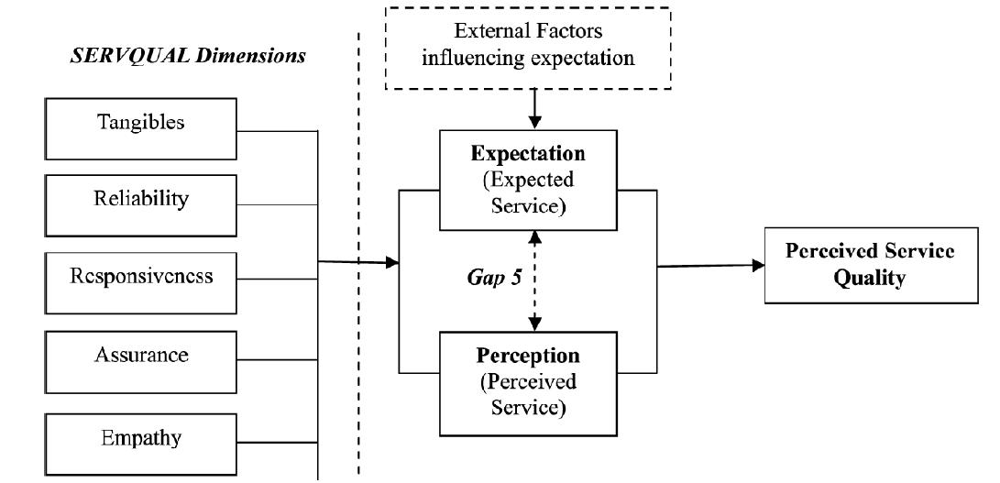 SERVQUAL Dimensions
Tangibles
Reliability
Responsiveness
Assurance
Empathy
External Factors
influencing expectation
Expectation
(Expected
Service)
Gap 5
Perception
(Perceived
Service)
Perceived Service
Quality